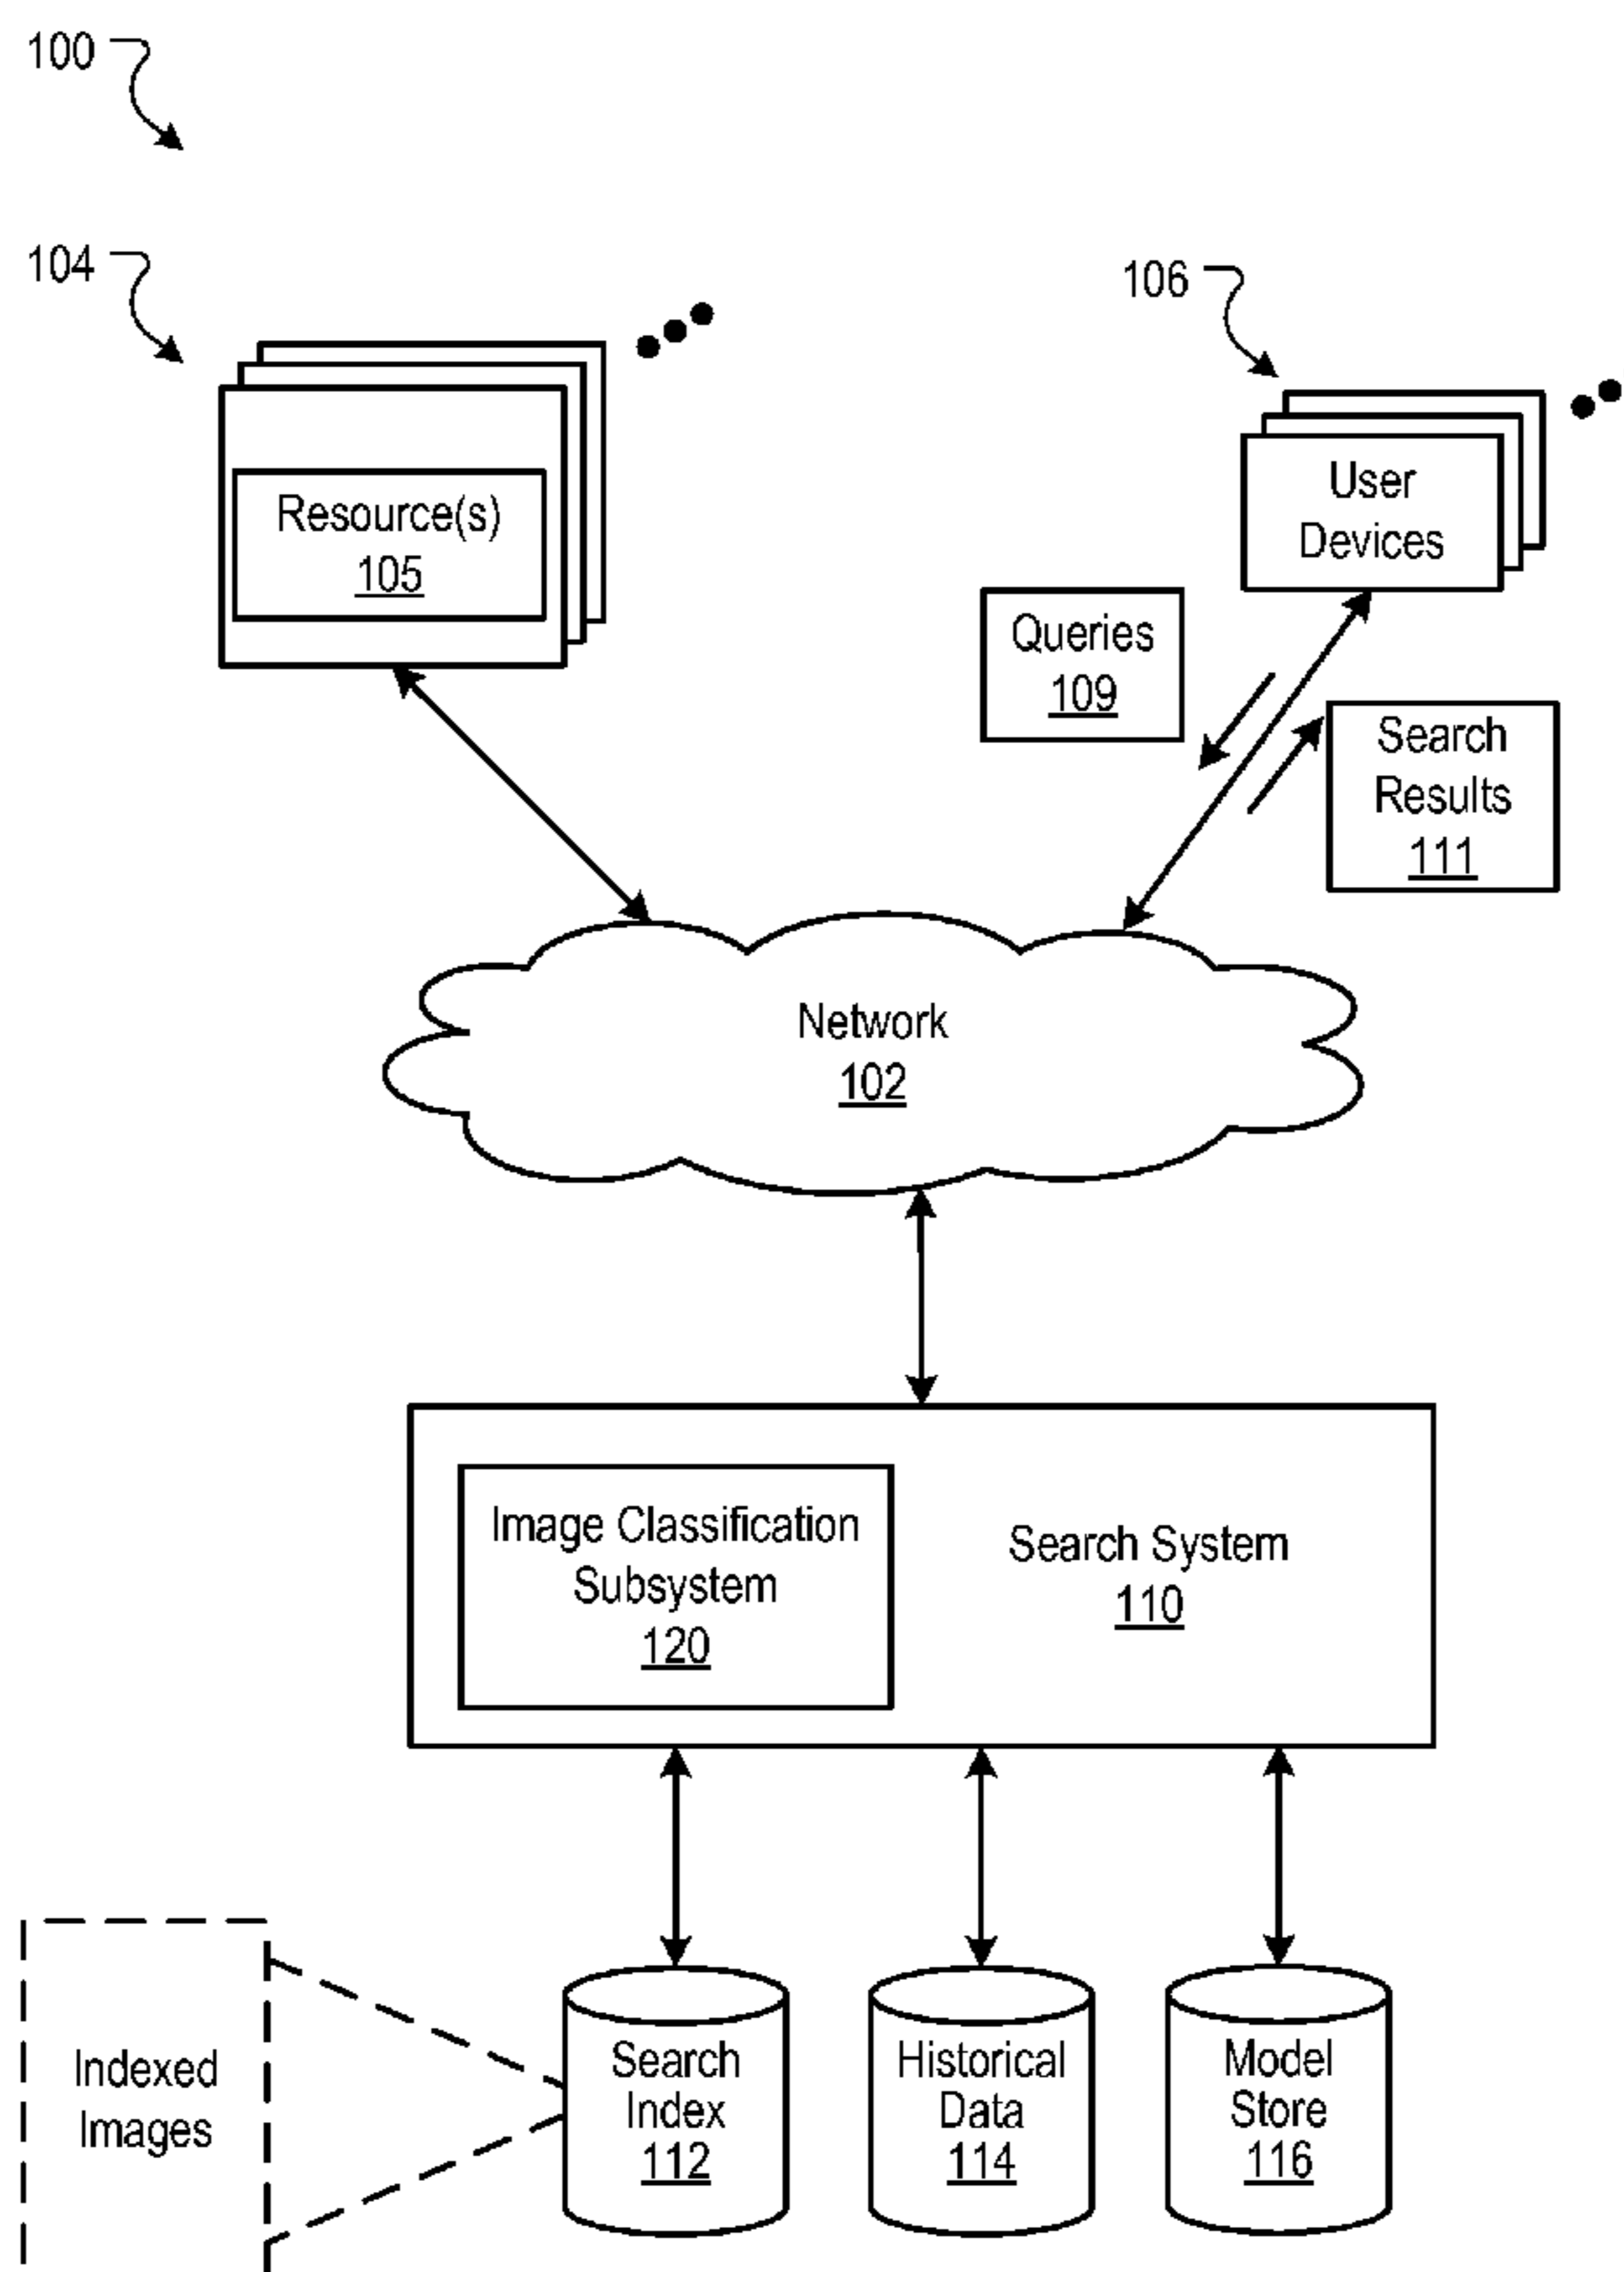 100
104
106
Resource(s)
105
User
Devices
Queries
109
Search
Results
111
Network
102
Image Classification
Subsystem
120
Search System
110
Indexed
Images
Search
Index
112
Historical
Data
114
Model
Store
116